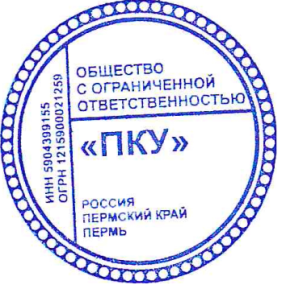 ИНН 5904399155
ОГРН 1215900021259
ОБЩЕСТВО
С ОГРАНИЧЕННОЙ
ОТВЕТСТВЕННОСТЬЮ
«ПКУ»
РОССИЯ
ПЕРМСКИЙ КРАЙ
ПЕРМЬ